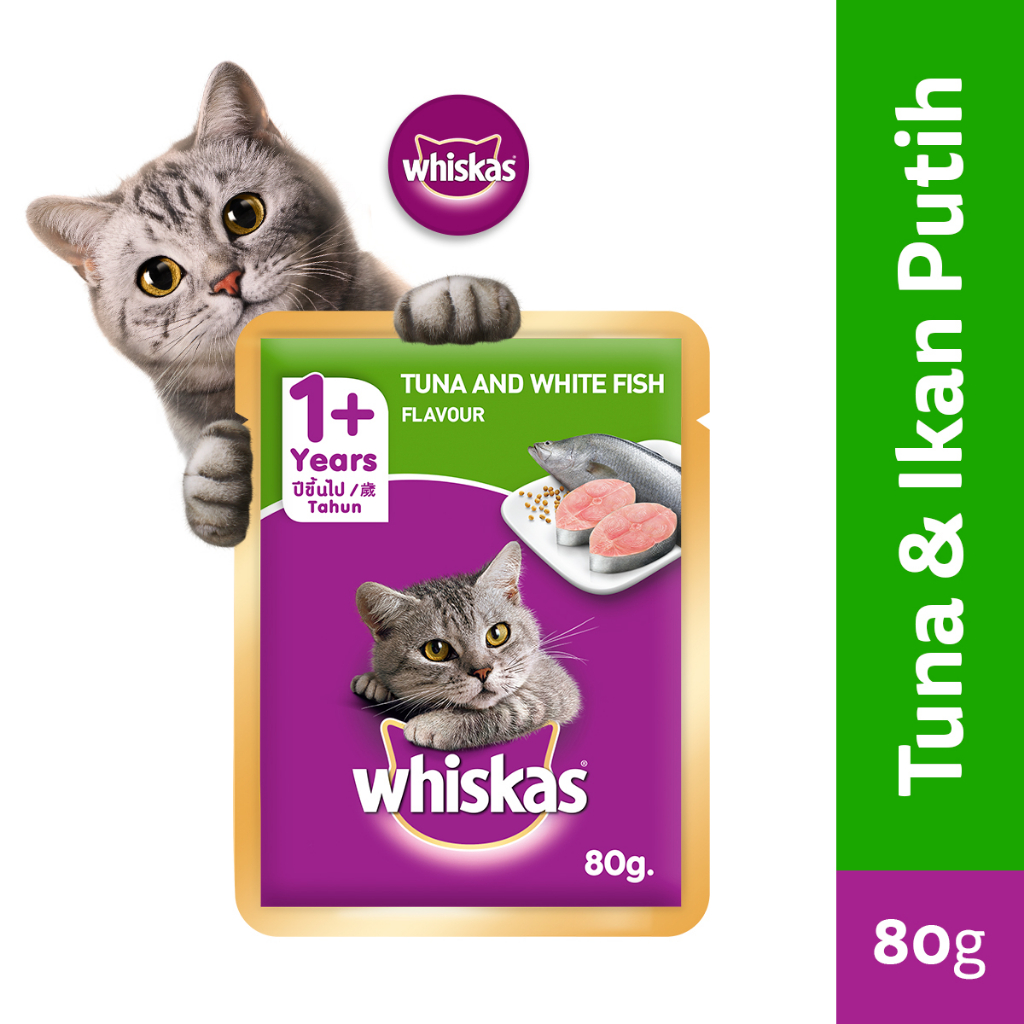 whiskas
1+
Years
ปีขึ้นไป /歲
Tahun
TUNA AND WHITE FISH
FLAVOUR
whiskas®
80g.
Tuna & Ikan Putih
80g